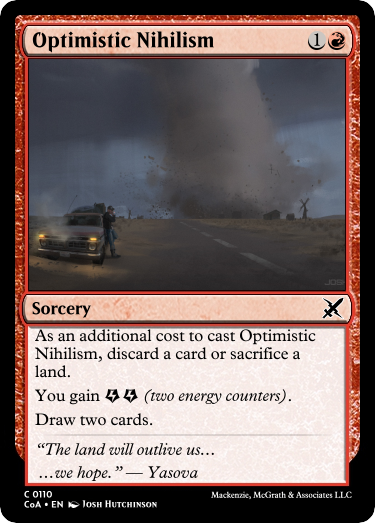 Optimistic Nihilism 1
Sorcery
As an additional cost to cast Optimistic
Nihilism, discard a card or sacrifice a
land.
You gain (two energy counters).
Draw two cards.
“The land will outlive us…
…we hope.” — Yasova
C 0110
CoA • EN Josh Hutchinson
Mackenzie, McGrath & Associates LLC